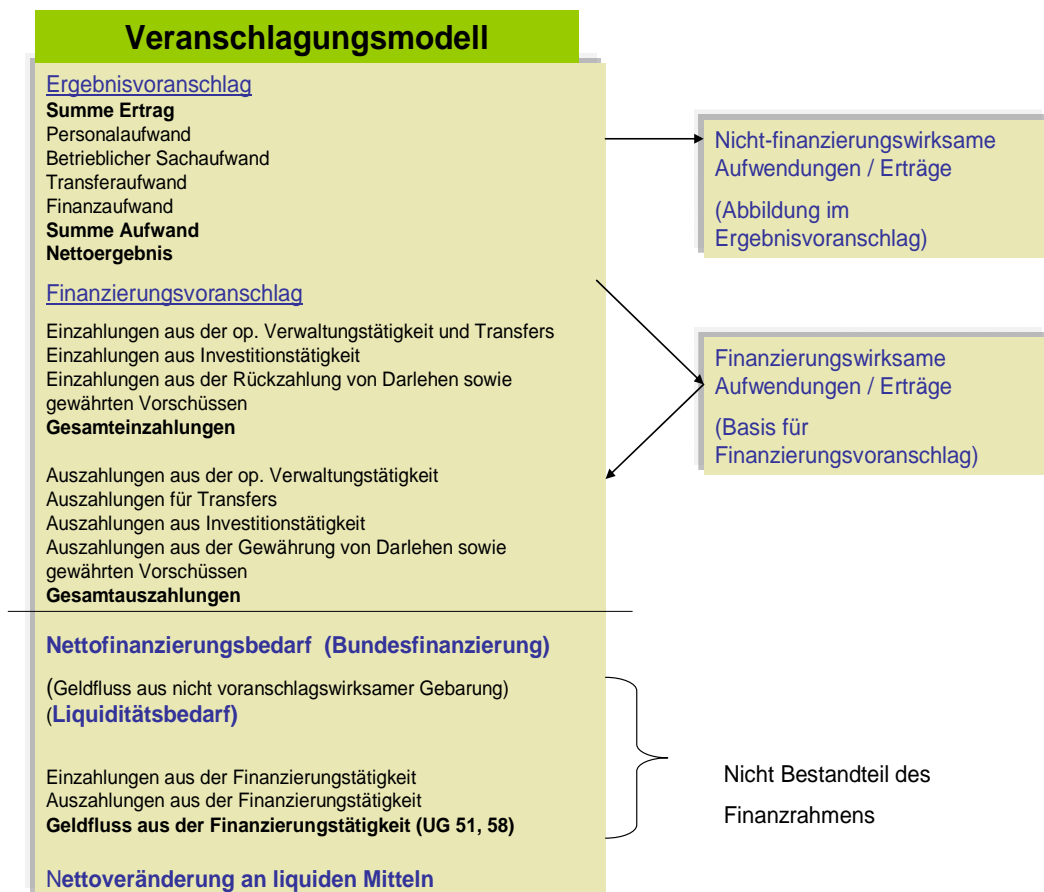 Veranschlagungsmodell
Ergebnisvoranschlag
Summe Ertrag
Personalaufwand
Betrieblicher Sachaufwand
Transferaufwand
Finanzaufwand
Summe Aufwand
Nettoergebnis
Finanzierungsvoranschlag
Einzahlungen aus der op. Verwaltungstätigkeit und Transfers
Einzahlungen aus Investitionstätigkeit
Einzahlungen aus der Rückzahlung von Darlehen sowie
gewährten Vorschüssen
Gesamteinzahlungen
Auszahlungen aus der op. Verwaltungstätigkeit
Auszahlungen für Transfers
Auszahlungen aus Investitionstätigkeit
Auszahlungen aus der Gewährung von Darlehen sowie
gewährten Vorschüssen
Gesamtauszahlungen
Nettofinanzierungsbedarf (Bundesfinanzierung)
(Geldfluss aus nicht voranschlagswirksamer Gebarung)
(Liquiditätsbedarf)
Einzahlungen aus der Finanzierungstätigkeit
Auszahlungen aus der Finanzierungstätigkeit
Geldfluss aus der Finanzierungstätigkeit (UG 51, 58)
Nettoveränderung an liquiden Mitteln
Nicht-finanzierungswirksame
Aufwendungen / Erträge
(Abbildung im
Ergebnisvoranschlag)
Finanzierungswirksame
Aufwendungen / Erträge
(Basis für
Finanzierungsvoranschlag)
Nicht Bestandteil des
Finanzrahmens